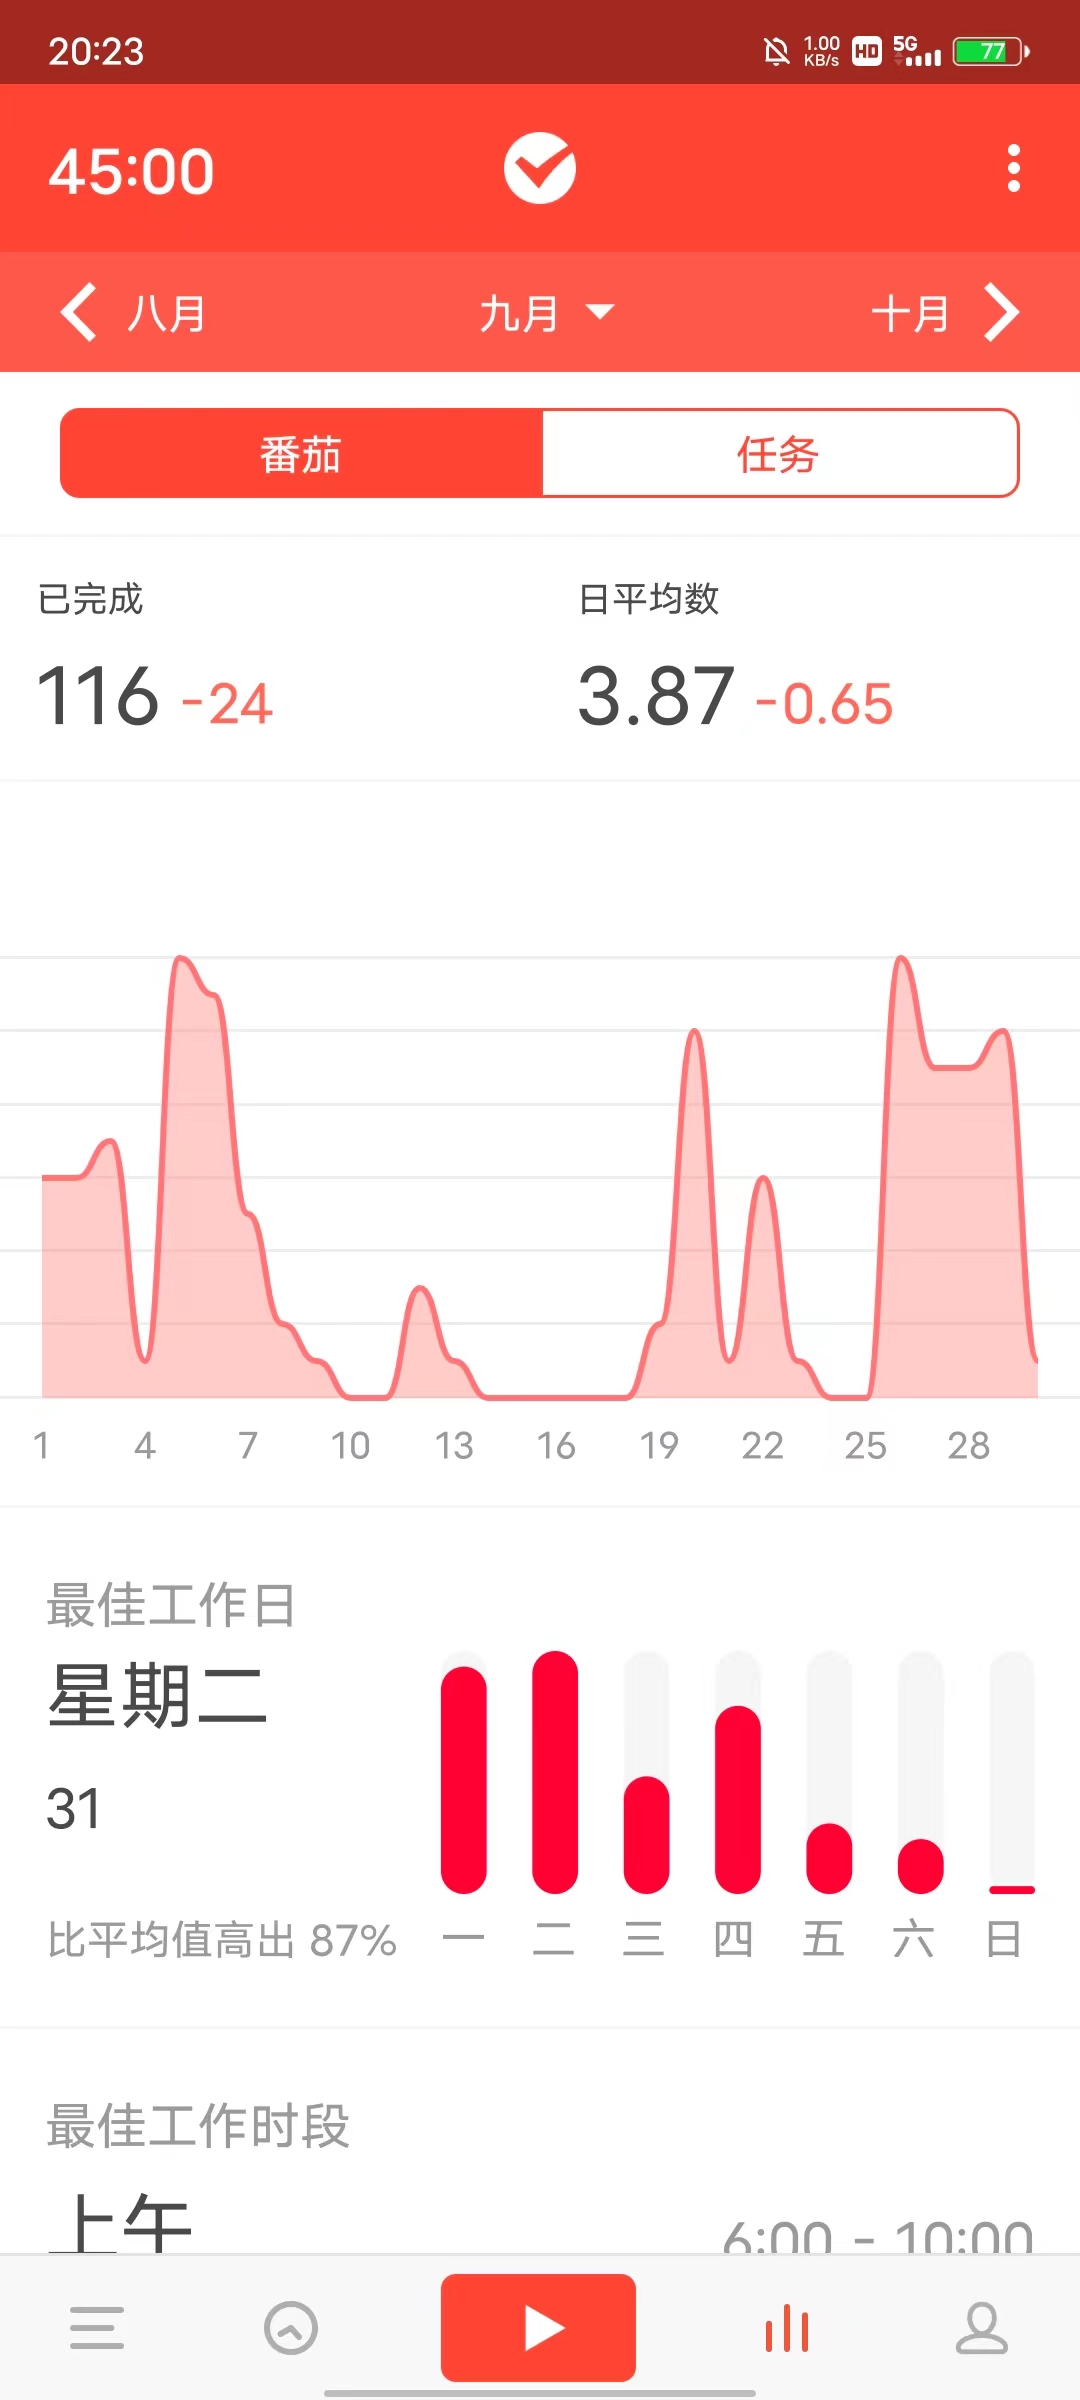 20:23 1.00 KB/s HD 5G 77
45:00
八月 九月 十月
番茄 任务
已完成 日平均数
116 -24 3.87 -0.65
1 4 7 10 13 16 19 22 25 28
最佳工作日
星期二
31
比平均值高出 87% 一 二 三 四 五 六 日
最佳工作时段
上午 6:00 - 10:00